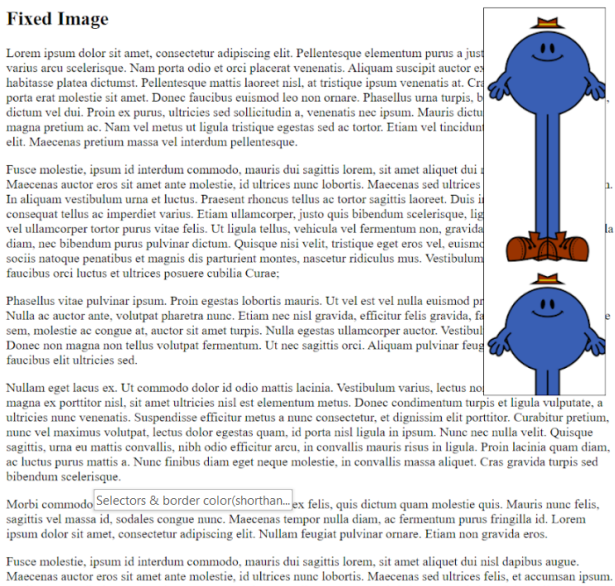 Fixed Image
Lorem ipsum dolor sit amet, consectetur adipiscing elit. Pellentesque elementum purus a just
varius arcu scelerisque. Nam porta odio et orci placerat venenatis. Aliquam suscipit auctor ex
habitasse platea dictumst. Pellentesque mattis laoreet nisl, at tristique ipsum venenatis at. Cra
porta erat molestie sit amet. Donec faucibus euismod leo non ornare. Phasellus urna turpis, b
dictum vel dui. Proin ex purus, ultricies sed sollicitudin a, venenatis nec ipsum. Mauris dictu
magna pretium ac. Nam vel metus ut ligula tristique egestas sed ac tortor. Etiam vel tincidunt
elit. Maecenas pretium massa vel interdum pellentesque.
Fusce molestie, ipsum id interdum commodo, mauris dui sagittis lorem, sit amet aliquet dui
Maecenas auctor eros sit amet ante molestie, id ultrices nunc lobortis. Maecenas sed ultrices n.
In aliquam vestibulum urna et luctus. Praesent rhoncus tellus ac tortor sagittis laoreet. Duis i
consequat tellus ac imperdiet varius. Etiam ullamcorper, justo quis bibendum scelerisque, lig
vel ullamcorper tortor purus vitae felis. Ut ligula tellus, vehicula vel fermentum non, gravida la
diam, nec bibendum purus pulvinar dictum. Quisque nisi velit, tristique eget eros vel, euismo
sociis natoque penatibus et magnis dis parturient montes, nascetur ridiculus mus. Vestibulum
faucibus orci luctus et ultrices posuere cubilia Curae;
Phasellus vitae pulvinar ipsum. Proin egestas lobortis mauris. Ut vel est vel nulla euismod pr
Nulla ac auctor ante, volutpat pharetra nunc. Etiam nec nisl gravida, efficitur felis gravida, fa e
sem, molestie ac congue at, auctor sit amet turpis. Nulla egestas ullamcorper auctor. Vestibul
Donec non magna non tellus volutpat fermentum. Ut nec sagittis orci. Aliquam pulvinar feug
faucibus elit ultricies sed.
Nullam eget lacus ex. Ut commodo dolor id odio mattis lacinia. Vestibulum varius, lectus no
magna ex porttitor nisl, sit amet ultricies nisl est elementum metus. Donec condimentum turpis et ligula vulputate, a
ultricies nunc venenatis. Suspendisse efficitur metus a nunc consectetur, et dignissim elit porttitor. Curabitur pretium,
nunc vel maximus volutpat, lectus dolor egestas quam, id porta nisl ligula in ipsum. Nunc nec nulla velit. Quisque
sagittis, urna eu mattis convallis, nibh odio efficitur arcu, in convallis mauris risus in ligula. Proin lacinia quam diam,
ac luctus purus mattis a. Nunc finibus diam eget neque molestie, in convallis massa aliquet. Cras gravida turpis sed
bibendum scelerisque.
Morbi commodo Selectors & border color(shorthan... ex felis, quis dictum quam molestie quis. Mauris nunc felis,
sagittis vel massa id, sodales congue nunc. Maecenas tempor nulla diam, ac fermentum purus fringilla id. Lorem
ipsum dolor sit amet, consectetur adipiscing elit. Nullam feugiat pulvinar ornare. Etiam non gravida eros.
Fusce molestie, ipsum id interdum commodo, mauris dui sagittis lorem, sit amet aliquet dui nisl dapibus augue.
Maecenas auctor eros sit amet ante molestie, id ultrices nunc lobortis. Maecenas sed ultrices felis, et accumsan ipsum.